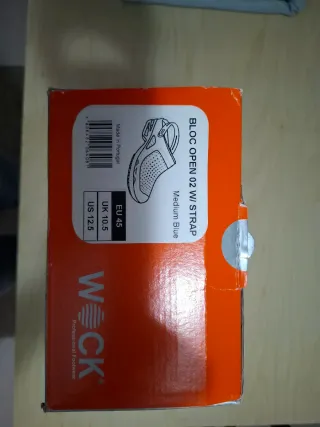 BLOC OPEN 02 W/ STRAP
Medium Blue
Made in Portugal
EU 45
UK 10.5
US 12.5
WOCK®
Professional Footwear